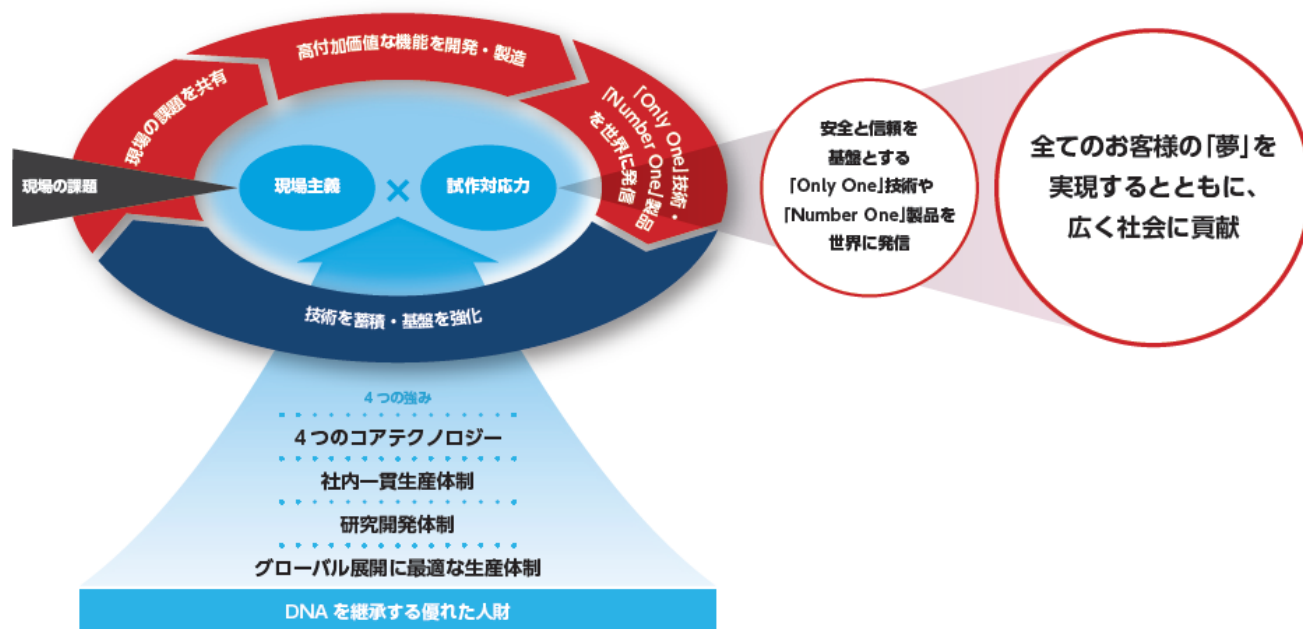 高付加価値な機能を開発・製造
現場の課題を共有
「Only One」技術・
「Number One」製品
を世界に発信
現場の課題
現場主義
×
試作対応力
技術を蓄積・基盤を強化
安全と信頼を
基盤とする
「Only One」技術や
「Number One」製品を
世界に発信
全てのお客様の「夢」を
実現するとともに、
広く社会に貢献
4つの強み
4つのコアテクノロジー
社内一貫生産体制
研究開発体制
グローバル展開に最適な生産体制
DNAを継承する優れた人財